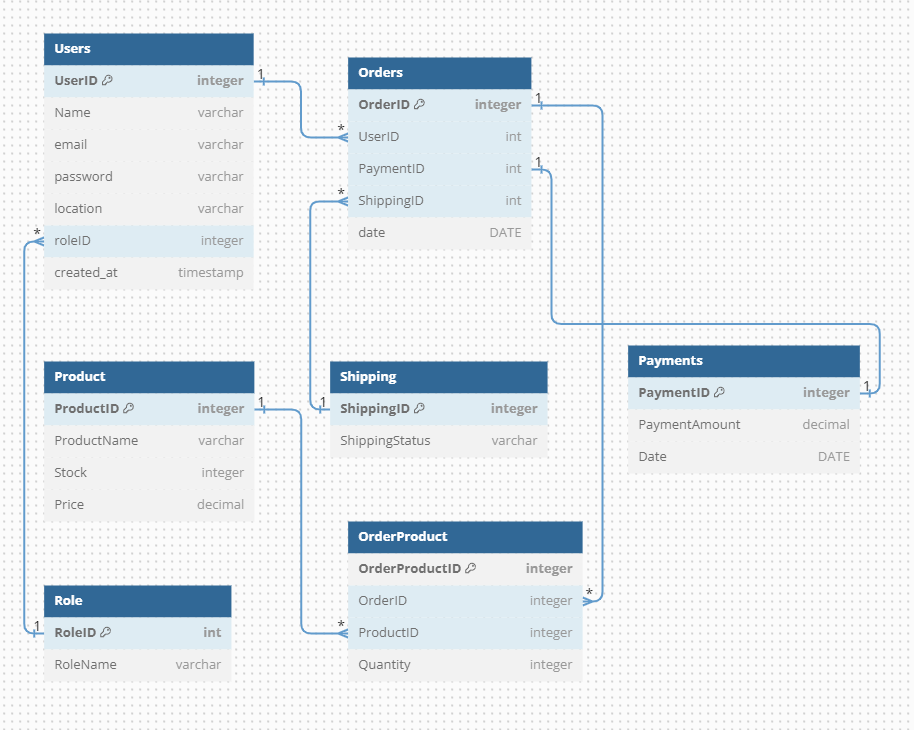 Users
UserID integer
Name varchar
email varchar
password varchar
location varchar
roleID integer
created_at timestamp
1
*
*
1
Orders
OrderID integer
UserID int
PaymentID int
ShippingID int
date DATE
1
1
*
*
Product
ProductID integer
ProductName varchar
Stock integer
Price decimal
1
Shipping
ShippingID integer
ShippingStatus varchar
1
Payments
PaymentID integer
PaymentAmount decimal
Date DATE
1
OrderProduct
OrderProductID integer
OrderID integer
ProductID integer
Quantity integer
*
Role
RoleID int
RoleName varchar